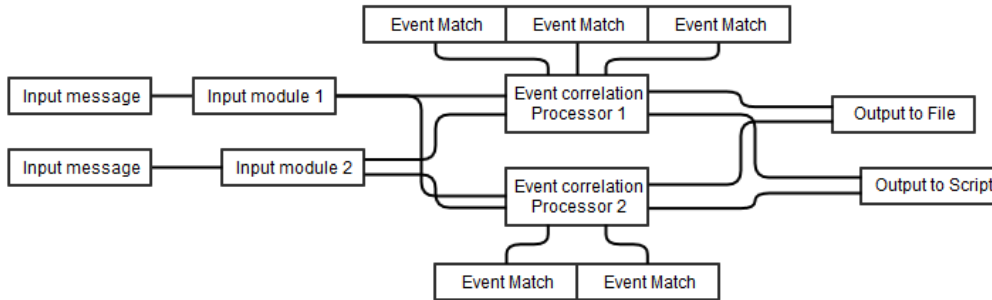 Event Match
Event Match
Event Match
Input message
Input module 1
Event correlation
Processor 1
Output to File
Input message
Input module 2
Event correlation
Processor 2
Output to Script
Event Match
Event Match